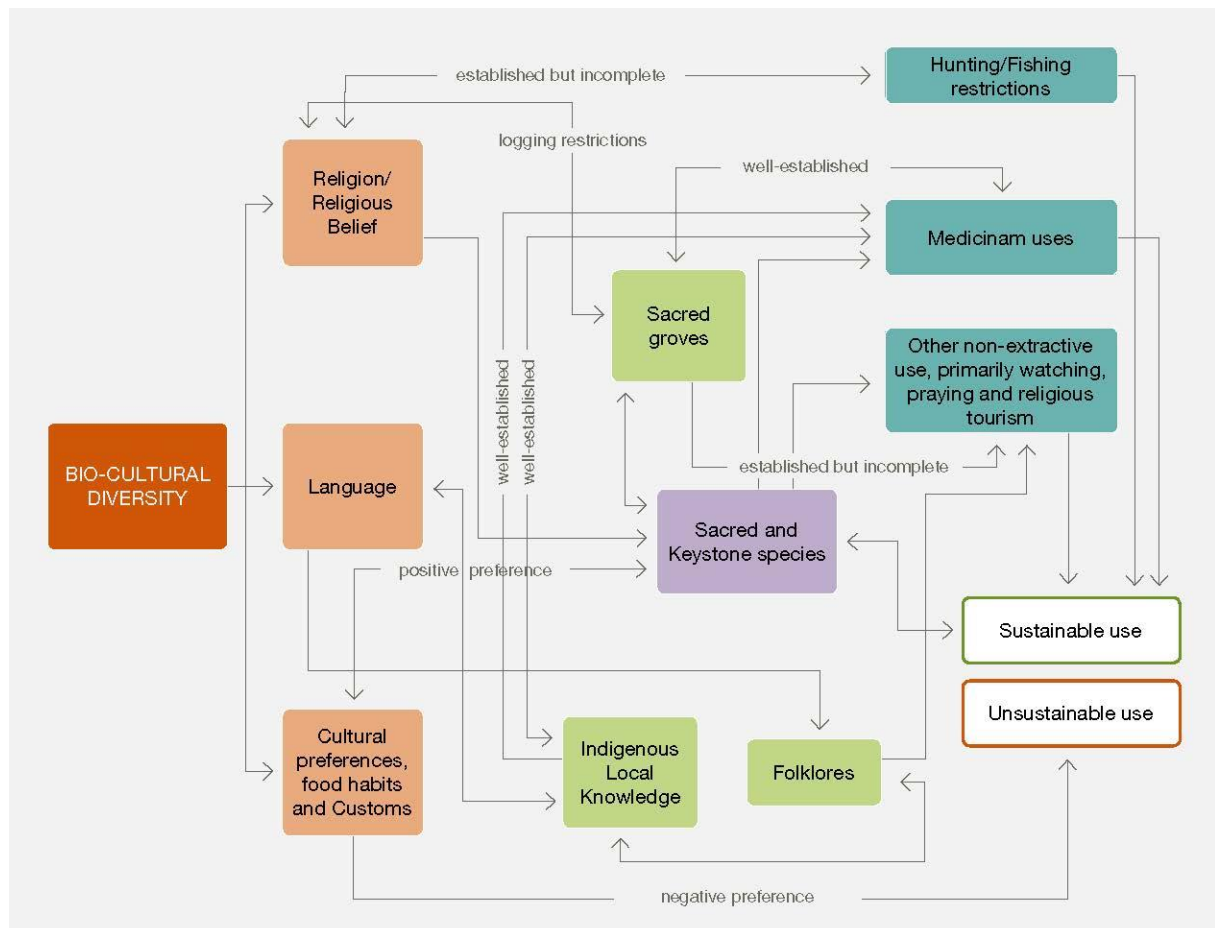 established but incomplete
Hunting/Fishing
restrictions
logging restrictions
well-established
Religion/
Religious
Belief
Medicinam uses
Sacred
groves
Other non-extractive
use, primarily watching,
praying and religious
tourism
well-established
well-established
BIO-CULTURAL
DIVERSITY
Language
established but incomplete
Sacred and
Keystone species
positive preference
Sustainable use
Unsustainable use
Cultural
preferences,
food habits
and Customs
Indigenous
Local
Knowledge
Folklores
negative preference